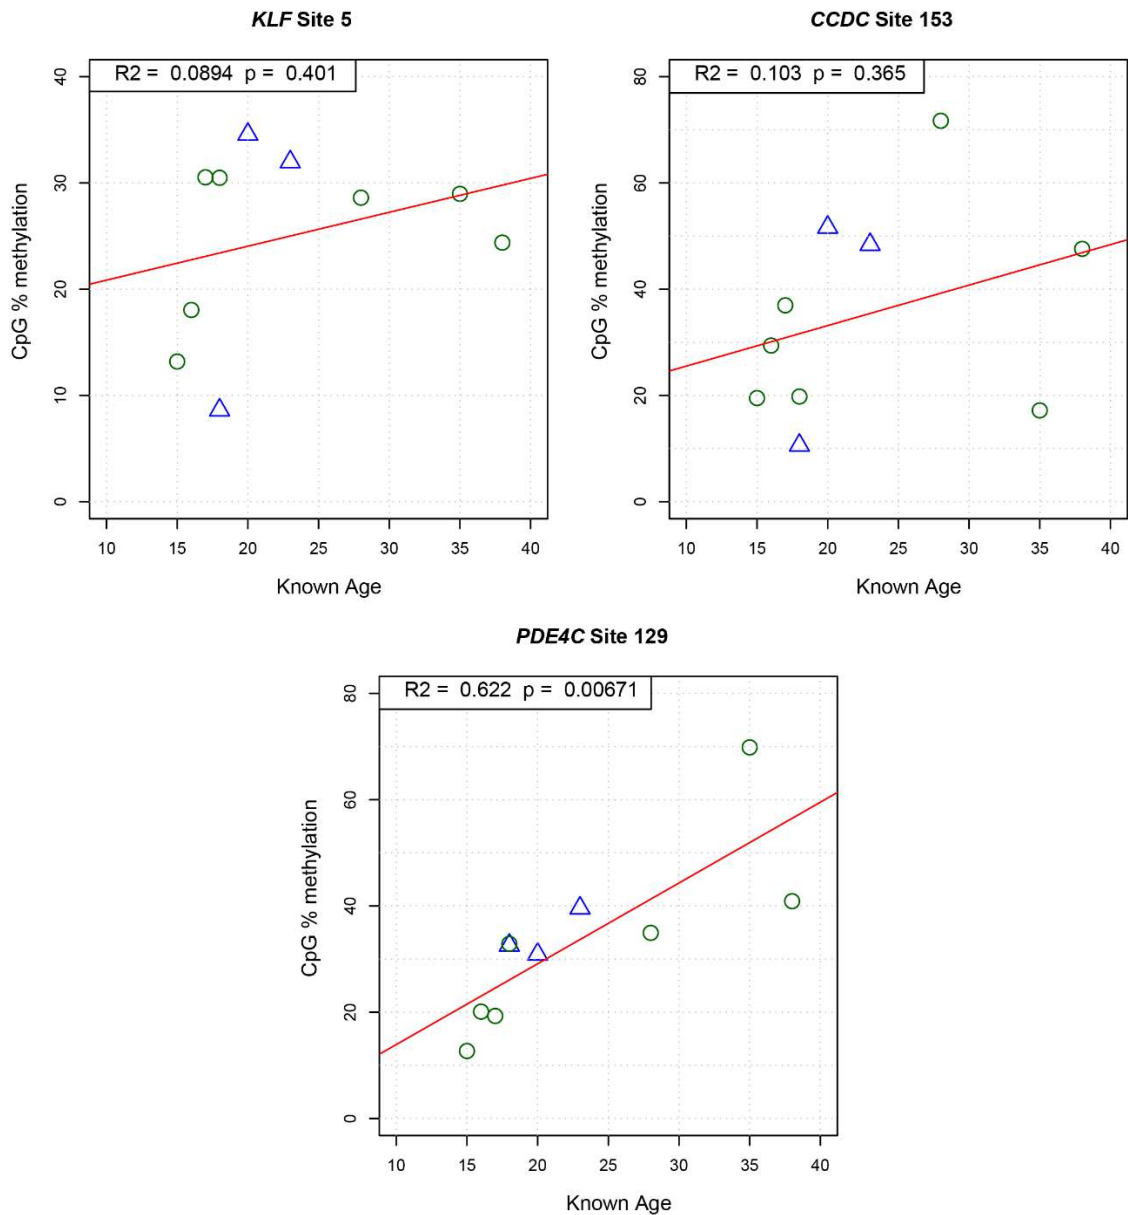 KLF Site 5
R2 = 0.0894 p = 0.401
CpG % methylation
0
10
20
30
40
10 15 20 25 30 35 40
Known Age
CCDC Site 153
R2 = 0.103 p = 0.365
CpG % methylation
0
20
40
60
80
10 15 20 25 30 35 40
Known Age
PDE4C Site 129
R2 = 0.622 p = 0.00671
CpG % methylation
0
20
40
60
80
10 15 20 25 30 35 40
Known Age